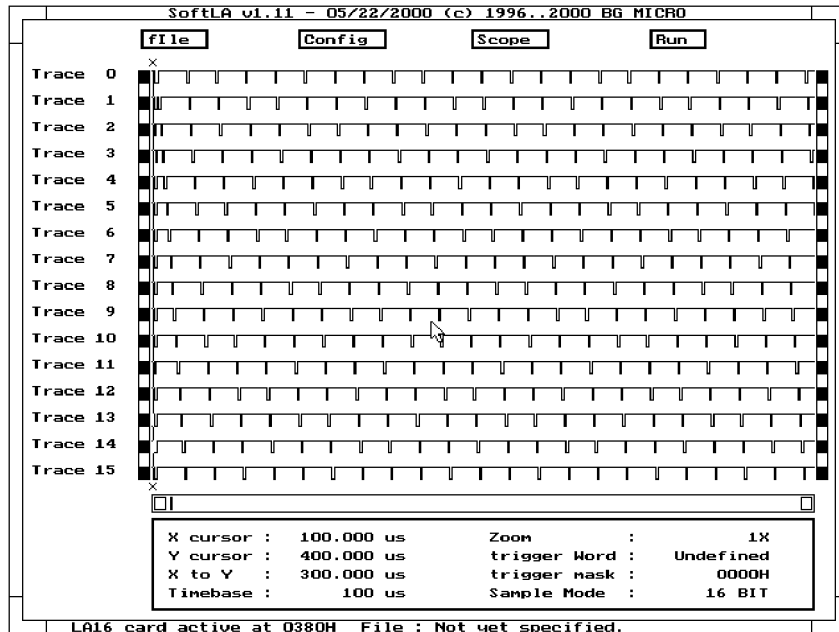 SoftLA v1.11 - 05/22/2000 (c) 1996..2000 BG MICRO
fIle Config Scope Run
Trace 0
Trace 1
Trace 2
Trace 3
Trace 4
Trace 5
Trace 6
Trace 7
Trace 8
Trace 9
Trace 10
Trace 11
Trace 12
Trace 13
Trace 14
Trace 15
X cursor : 100.000 us Zoom : 1X
Y cursor : 400.000 us trigger Word : Undefined
X to Y : 300.000 us trigger mask : 0000H
Timebase : 100 us Sample Mode : 16 BIT
LA16 card active at 0380H File : Not yet specified.